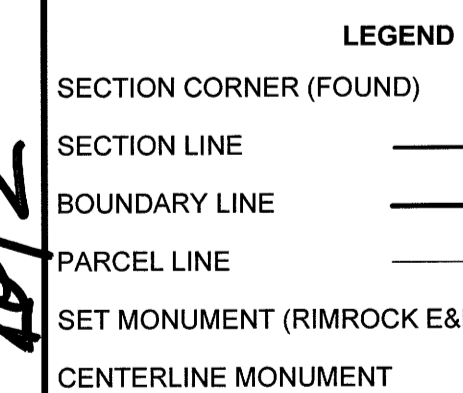 LEGEND
SECTION CORNER (FOUND)
SECTION LINE
BOUNDARY LINE
PARCEL LINE
SET MONUMENT (RIMROCK E&
CENTERLINE MONUMENT